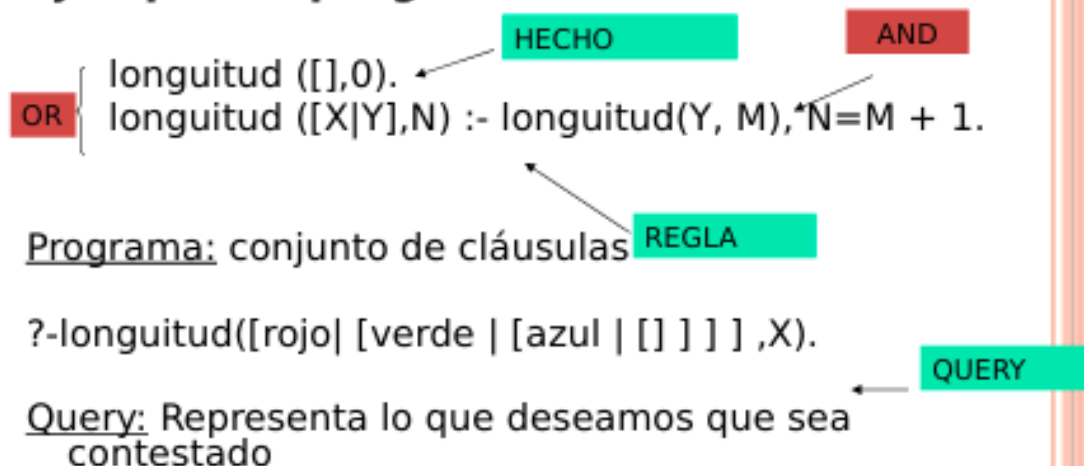 HECHO
AND
longuitud ([],0).
OR
longuitud ([X|Y],N) :- longuitud(Y, M), N=M + 1.
REGLA
Programa: conjunto de cláusulas
?-longuitud([rojo| [verde | [azul | [] ] ] ] ,X).
QUERY
Query: Representa lo que deseamos que sea
contestado